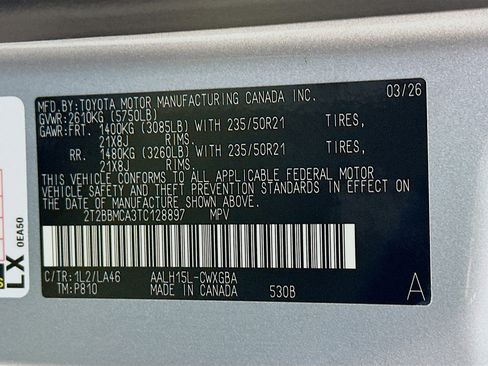 MFD.BY:TOYOTA MOTOR MANUFACTURING CANADA INC. 03/26
GVWR:2610KG (5750LB)
GAWR:FRT. 1400KG (3085LB) WITH 235/50R21 TIRES,
21X8J RIMS.
RR. 1480KG (3260LB) WITH 235/50R21 TIRES,
21X8J RIMS.
THIS VEHICLE CONFORMS TO ALL APPLICABLE FEDERAL MOTOR
VEHICLE SAFETY AND THEFT PREVENTION STANDARDS IN EFFECT ON
THE DATE OF MANUFACTURE SHOWN ABOVE.
2T2BBMCA3TC128897 MPV
C/TR:1L2/LA46 AALH15L-CWXGBA
TM:P810 MADE IN CANADA 530B A
LX 0EA50